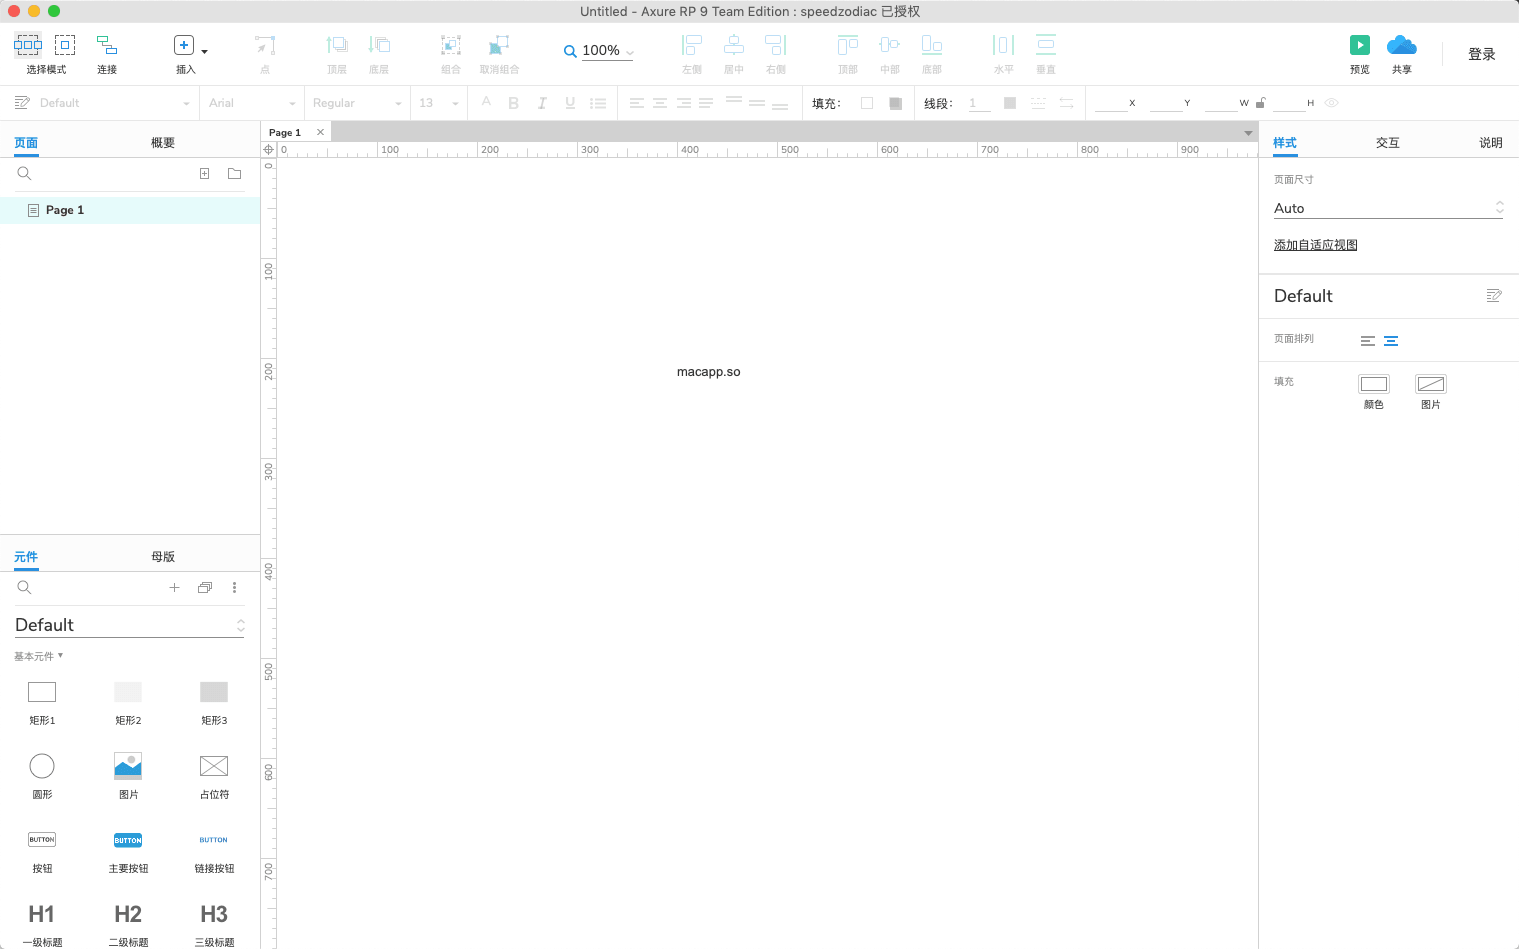 Untitled - Axure RP 9 Team Edition : speedzodiac 已授权
选择模式 连接 插入 点 顶层 底层 组合 取消组合 100% 左侧 居中 右侧 顶部 中部 底部 水平 垂直 预览 共享 登录
Default Arial Regular 13 A B I U 填充: 线段: 1 X Y W H
页面 概要
Page 1
Page 1
0 100 200 300 400 500 600 700 800 900
0
100
200
300
400
500
600
700
macapp.so
元件 母版
Default
基本元件
矩形1 矩形2 矩形3
圆形 图片 占位符
BUTTON BUTTON BUTTON
按钮 主要按钮 链接按钮
H1 H2 H3
一级标题 二级标题 三级标题
样式 交互 说明
页面尺寸
Auto
添加自适应视图
Default
页面排列
填充
颜色 图片